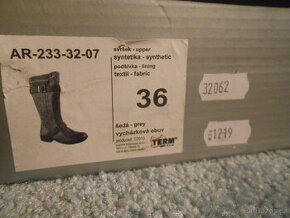 AR-233-32-07
svršek - upper
syntetika - synthetic
podšívka - lining
textil - fabric
36
šedá - grey
vycházková obuv
TERM
32062
1219